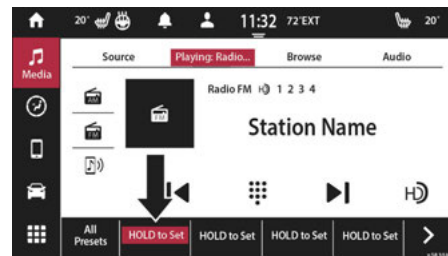 20° 11:32 72°EXT 20°
Source Playing: Radio... Browse Audio
Media
Radio FM HD 1 2 3 4
AM
FM
Station Name
HD
All Presets
HOLD to Set HOLD to Set HOLD to Set HOLD to Set